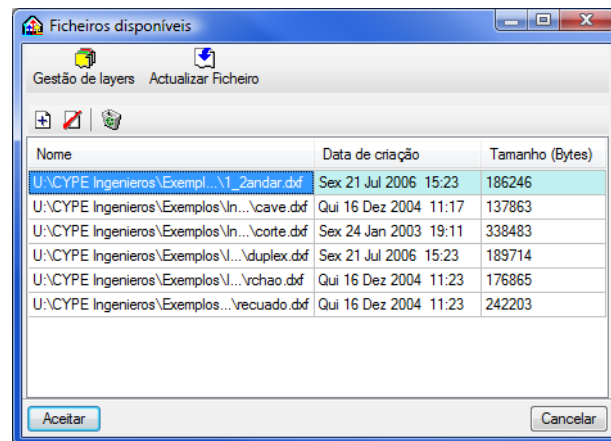 Ficheiros disponíveis
Gestão de layers Actualizar Ficheiro
Nome Data de criação Tamanho (Bytes)
U:\CYPE Ingenieros\Exempl...\1_2andar.dxf Sex 21 Jul 2006 15:23 186246
U:\CYPE Ingenieros\Exemplos\In...\cave.dxf Qui 16 Dez 2004 11:17 137863
U:\CYPE Ingenieros\Exemplos\In...\corte.dxf Sex 24 Jan 2003 19:11 338483
U:\CYPE Ingenieros\Exemplos\I...\duplex.dxf Sex 21 Jul 2006 15:23 189714
U:\CYPE Ingenieros\Exemplos\I...\rchao.dxf Qui 16 Dez 2004 11:23 176865
U:\CYPE Ingenieros\Exemplos...\recuado.dxf Qui 16 Dez 2004 11:23 242203
Aceitar Cancelar